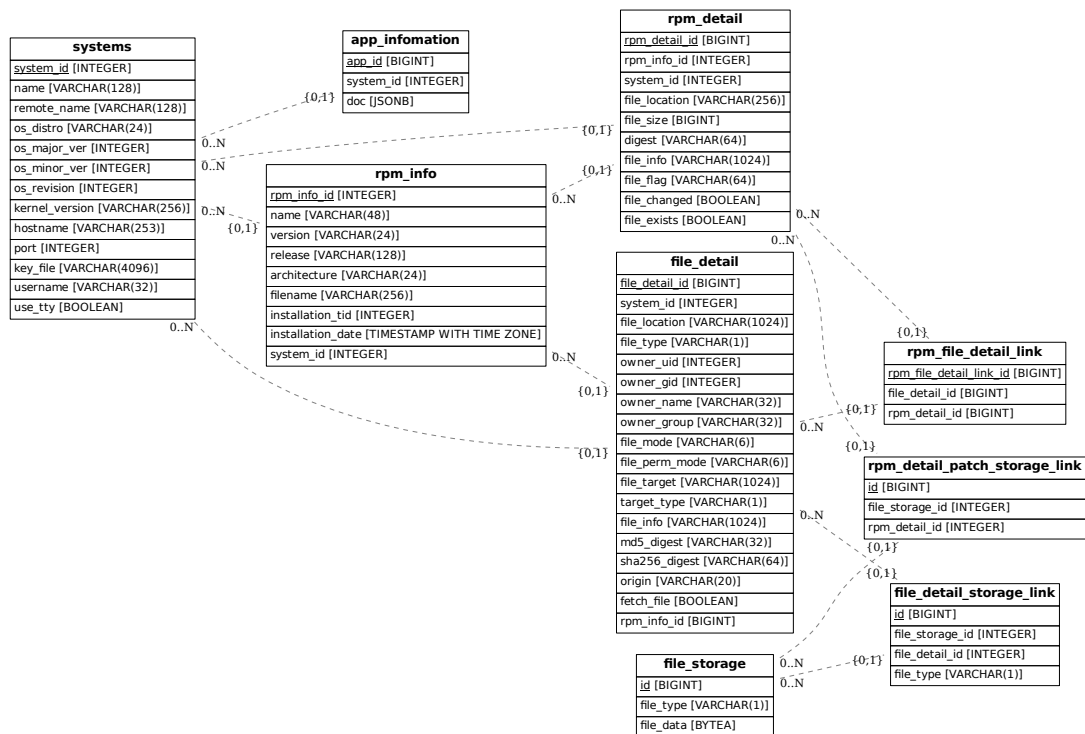 systems
system_id [INTEGER]
name [VARCHAR(128)]
remote_name [VARCHAR(128)]
os_distro [VARCHAR(24)]
os_major_ver [INTEGER]
os_minor_ver [INTEGER]
os_revision [INTEGER]
kernel_version [VARCHAR(256)]
hostname [VARCHAR(253)]
port [INTEGER]
key_file [VARCHAR(4096)]
username [VARCHAR(32)]
use_tty [BOOLEAN]
0..N
0..N
0..N
0..N
app_infomation
app_id [BIGINT]
system_id [INTEGER]
doc [JSONB]
{0,1}
rpm_info
rpm_info_id [INTEGER]
name [VARCHAR(48)]
version [VARCHAR(24)]
release [VARCHAR(128)]
architecture [VARCHAR(24)]
filename [VARCHAR(256)]
installation_tid [INTEGER]
installation_date [TIMESTAMP WITH TIME ZONE]
system_id [INTEGER]
{0,1}
0..N
0..N
rpm_detail
rpm_detail_id [BIGINT]
rpm_info_id [INTEGER]
system_id [INTEGER]
file_location [VARCHAR(256)]
file_size [BIGINT]
digest [VARCHAR(64)]
file_info [VARCHAR(1024)]
file_flag [VARCHAR(64)]
file_changed [BOOLEAN]
file_exists [BOOLEAN]
{0,1}
{0,1}
0..N
0..N
file_detail
file_detail_id [BIGINT]
system_id [INTEGER]
file_location [VARCHAR(1024)]
file_type [VARCHAR(1)]
owner_uid [INTEGER]
owner_gid [INTEGER]
owner_name [VARCHAR(32)]
owner_group [VARCHAR(32)]
file_mode [VARCHAR(6)]
file_perm_mode [VARCHAR(6)]
file_target [VARCHAR(1024)]
target_type [VARCHAR(1)]
file_info [VARCHAR(1024)]
md5_digest [VARCHAR(32)]
sha256_digest [VARCHAR(64)]
origin [VARCHAR(20)]
fetch_file [BOOLEAN]
rpm_info_id [BIGINT]
{0,1}
{0,1}
0..N
0..N
file_storage
id [BIGINT]
file_type [VARCHAR(1)]
file_data [BYTEA]
0..N
0..N
rpm_file_detail_link
rpm_file_detail_link_id [BIGINT]
file_detail_id [BIGINT]
rpm_detail_id [BIGINT]
{0,1}
{0,1}
rpm_detail_patch_storage_link
id [BIGINT]
file_storage_id [INTEGER]
rpm_detail_id [INTEGER]
{0,1}
{0,1}
file_detail_storage_link
id [BIGINT]
file_storage_id [INTEGER]
file_detail_id [INTEGER]
file_type [VARCHAR(1)]
{0,1}
{0,1}